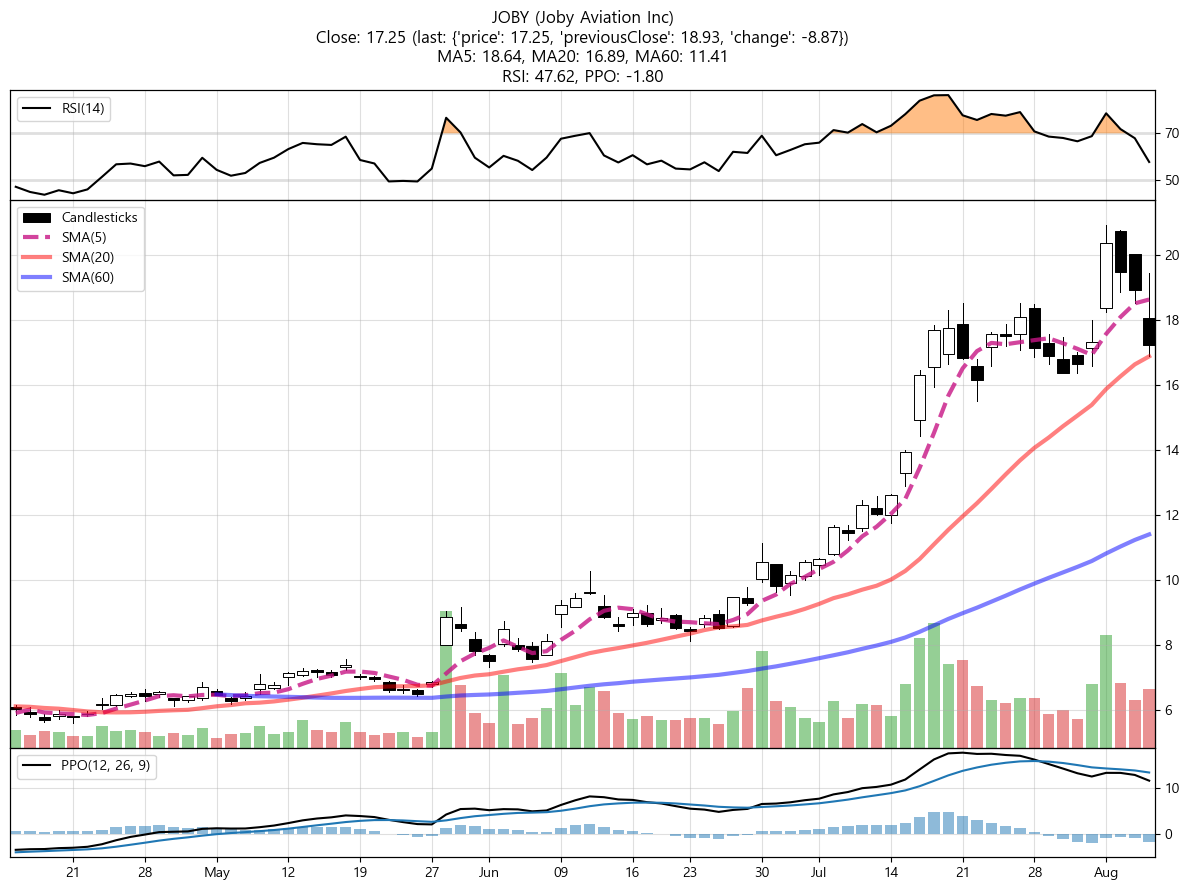 JOBY (Joby Aviation Inc)
Close: 17.25 (last: {'price': 17.25, 'previousClose': 18.93, 'change': -8.87})
MA5: 18.64, MA20: 16.89, MA60: 11.41
RSI: 47.62, PPO: -1.80
RSI(14)
70
50
Candlesticks
SMA(5)
SMA(20)
SMA(60)
20
18
16
14
12
10
8
6
PPO(12, 26, 9)
10
0
21 28 May 12 19 27 Jun 09 16 23 30 Jul 14 21 28 Aug